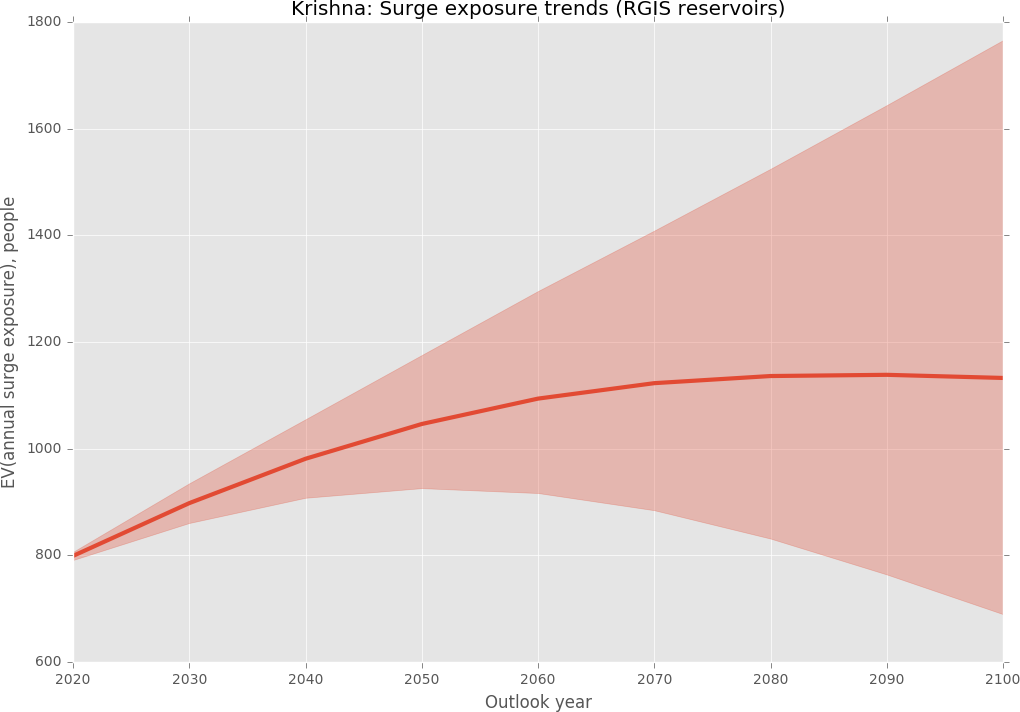 Krishna: Surge exposure trends (RGIS reservoirs)
EV(annual surge exposure), people
1800
1600
1400
1200
1000
800
600
2020 2030 2040 2050 2060 2070 2080 2090 2100
Outlook year